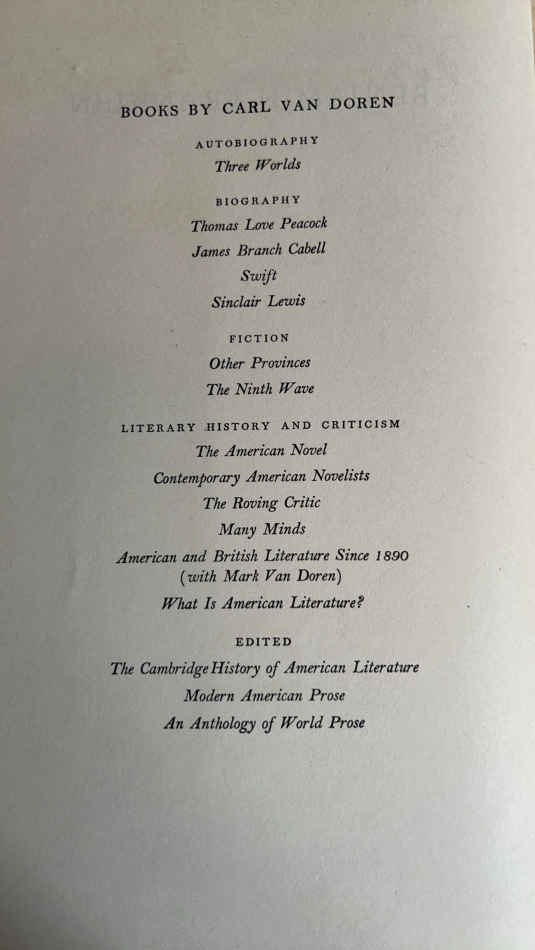 BOOKS BY CARL VAN DOREN
AUTOBIOGRAPHY
Three Worlds
BIOGRAPHY
Thomas Love Peacock
James Branch Cabell
Swift
Sinclair Lewis
FICTION
Other Provinces
The Ninth Wave
LITERARY HISTORY AND CRITICISM
The American Novel
Contemporary American Novelists
The Roving Critic
Many Minds
American and British Literature Since 1890
(with Mark Van Doren)
What Is American Literature?
EDITED
The Cambridge History of American Literature
Modern American Prose
An Anthology of World Prose